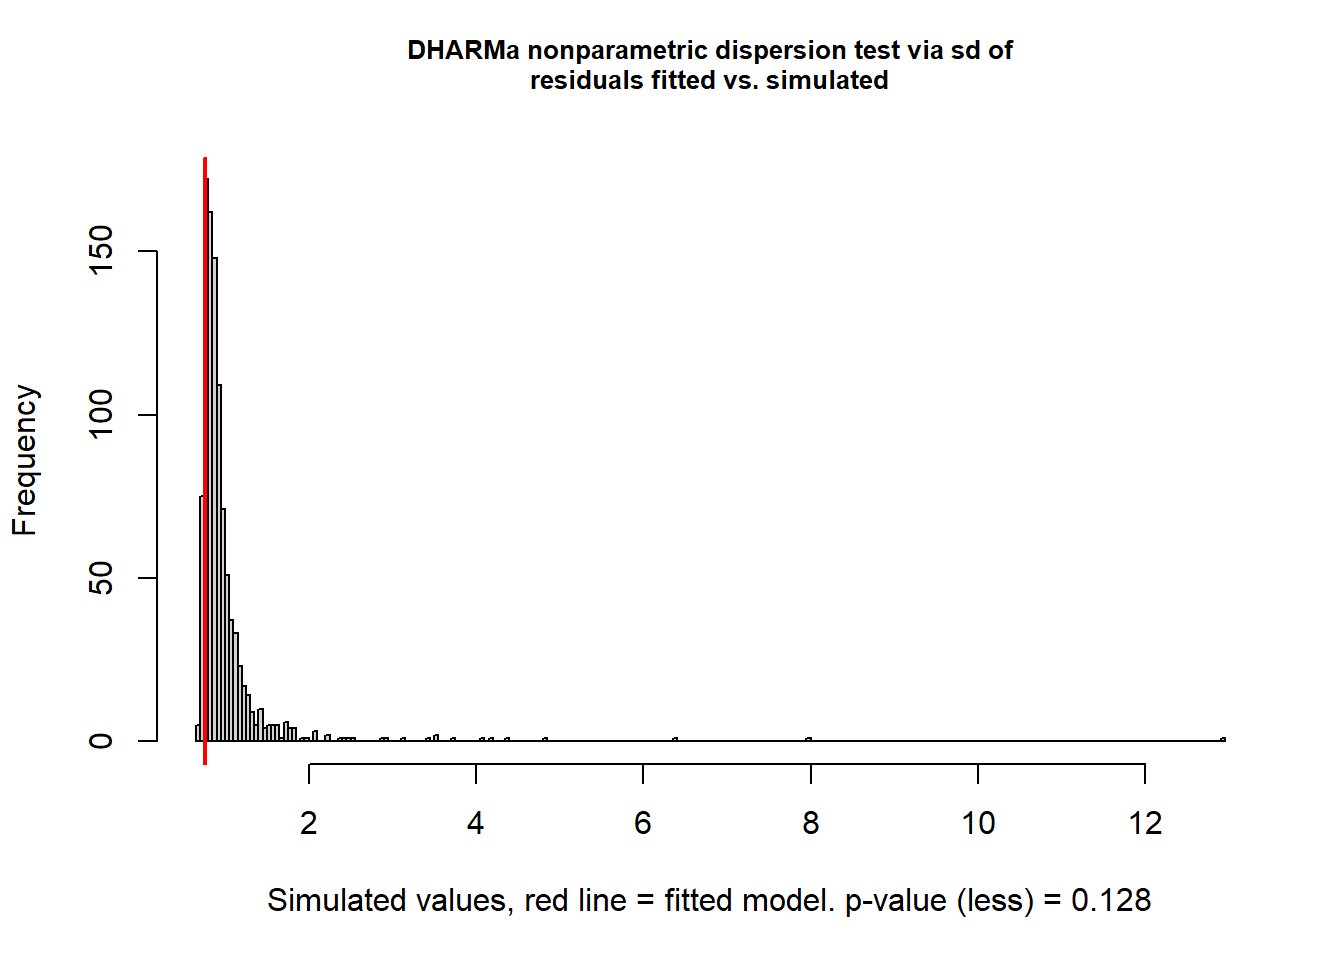 DHARMa nonparametric dispersion test via sd of
residuals fitted vs. simulated
Frequency
150
100
50
0
2 4 6 8 10 12
Simulated values, red line = fitted model. p-value (less) = 0.128